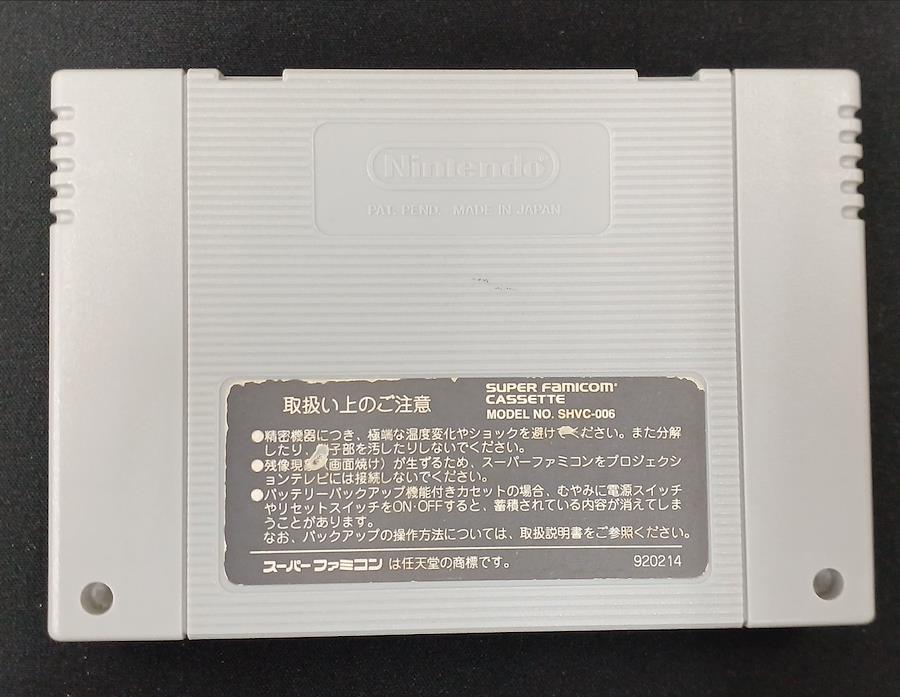 Nintendo
PAT. PEND. MADE IN JAPAN
取扱い上のご注意
SUPER FAMICOM
CASSETTE
MODEL NO. SHVC-006
●精密機器につき、極端な温度変化やショックを避けください。また分解
したり、子部を汚したりしないでください。
●残像現(画面焼け)が生ずるため、スーパーファミコンをプロジェクシ
ョンテレビには接続しないでください。
●バッテリーバックアップ機能付きカセットの場合、むやみに電源スイッチ
やリセットスイッチをON·OFFすると、蓄積されている内容が消えてしま
うことがあります。
なお、バックアップの操作方法については、取扱説明書をご参照ください。
スーパーファミコン は任天堂の商標です。
920214